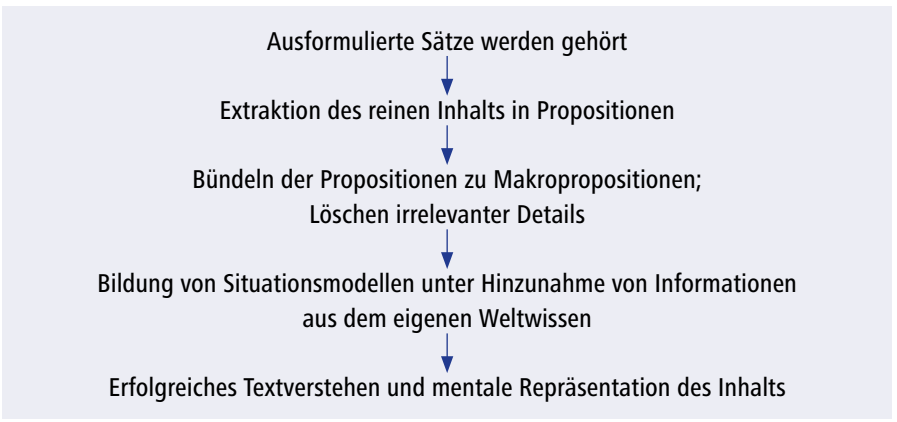 Ausformulierte Sätze werden gehört
Extraktion des reinen Inhalts in Propositionen
Bündeln der Propositionen zu Makropropositionen;
Löschen irrelevanter Details
Bildung von Situationsmodellen unter Hinzunahme von Informationen
aus dem eigenen Weltwissen
Erfolgreiches Textverstehen und mentale Repräsentation des Inhalts